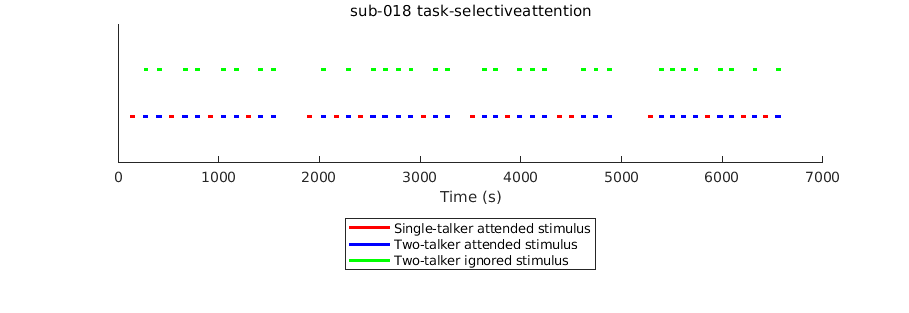 sub-018 task-selectiveattention
0 1000 2000 3000 4000 5000 6000 7000
Time (s)
Single-talker attended stimulus
Two-talker attended stimulus
Two-talker ignored stimulus